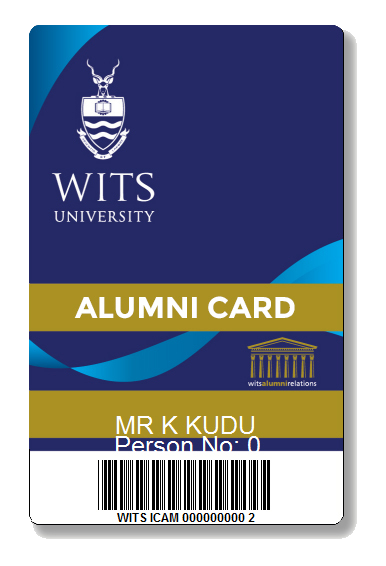 WITS
UNIVERSITY
ALUMNI CARD
witsalumnirelations
MR K KUDU
Person No: 0
WITS ICAM 000000000 2